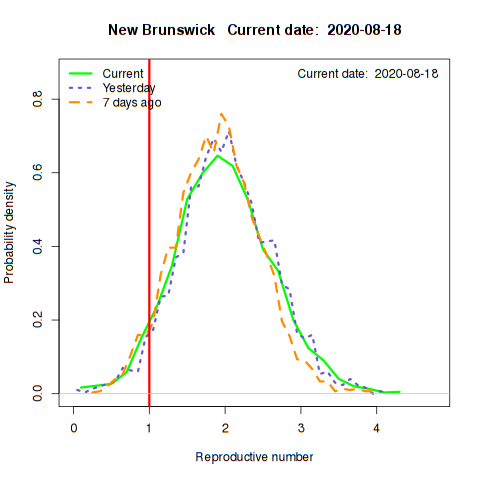 New Brunswick   Current date:  2020-08-18
Current
Yesterday
7 days ago
Current date:  2020-08-18
Probability density
0.0
0.2
0.4
0.6
0.8
0
1
2
3
4
Reproductive number